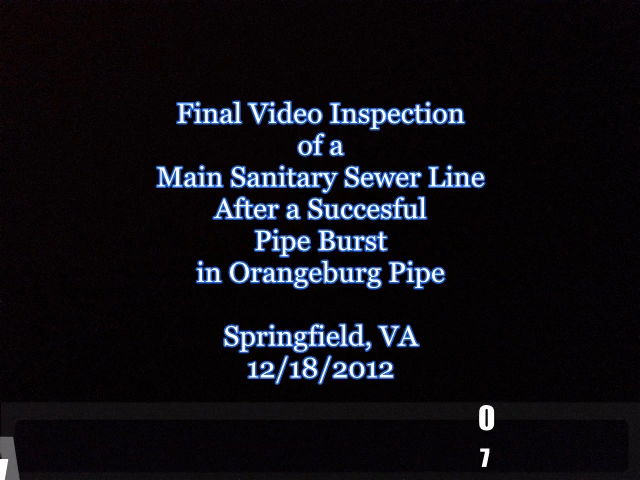 Final Video Inspection
of a
Main Sanitary Sewer Line
After a Succesful
Pipe Burst
in Orangeburg Pipe
Springfield, VA
12/18/2012
0
7